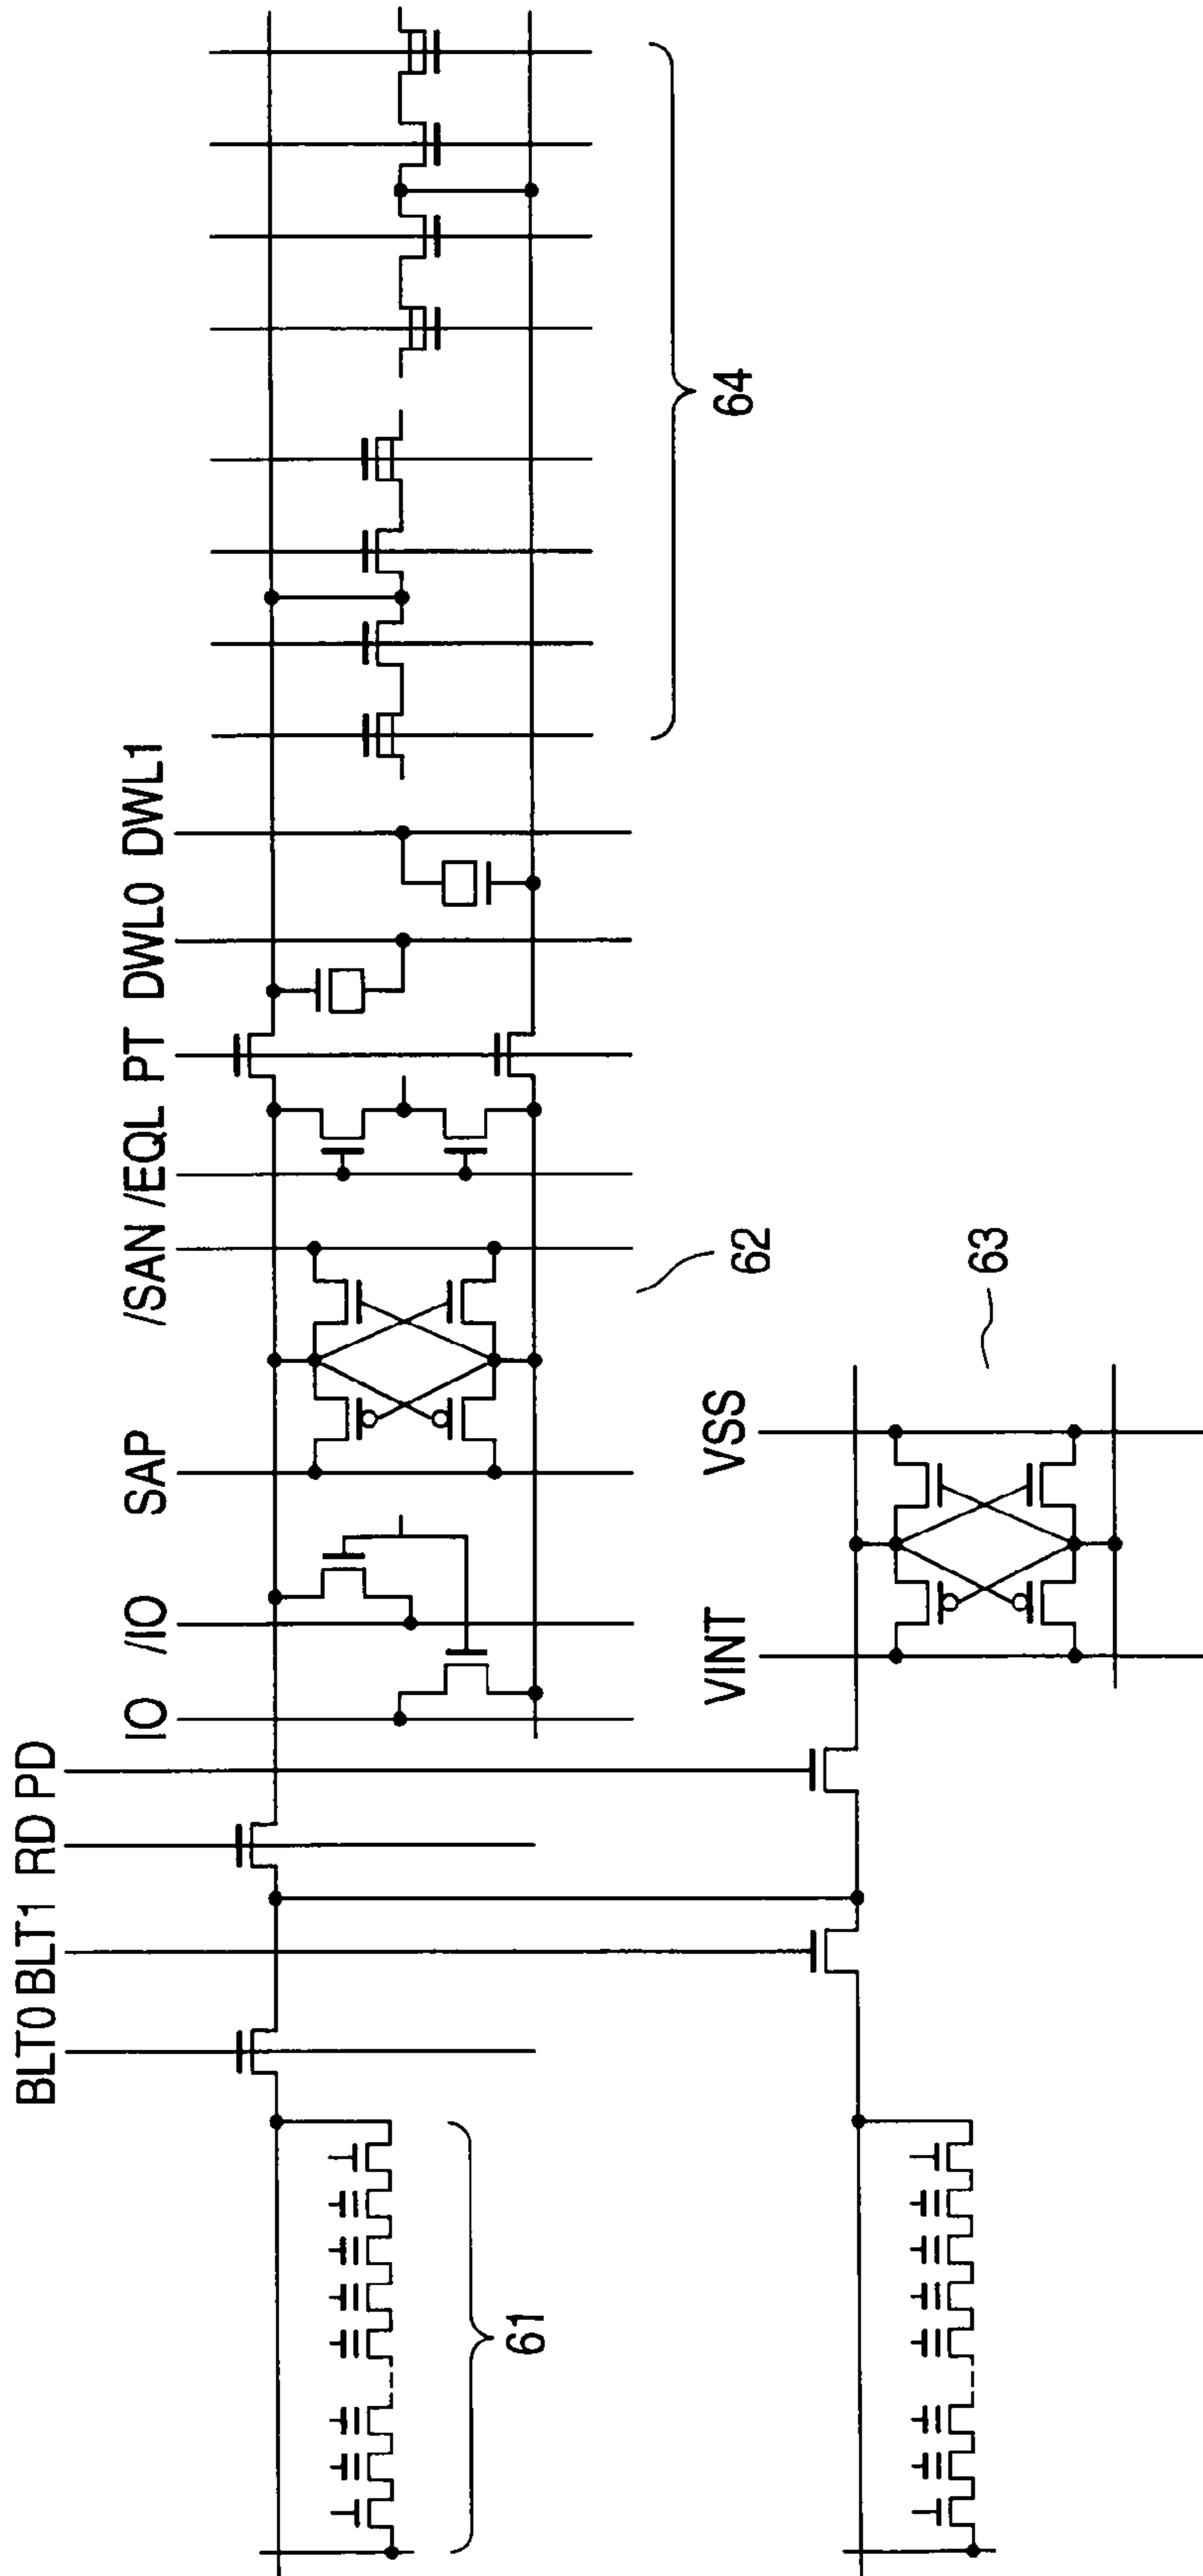 BLT0 BLT1 RD PD
IO /IO SAP /SAN /EQL PT DWL0 DWL1
61
62
64
VINT VSS
63